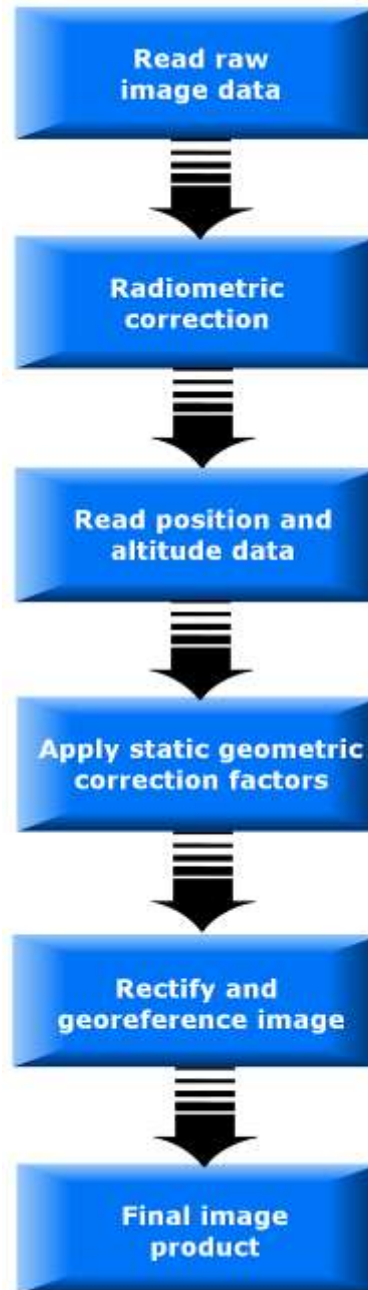 Read raw
image data
Radiometric
correction
Read position and
altitude data
Apply static geometric
correction factors
Rectify and
georeference image
Final image
product